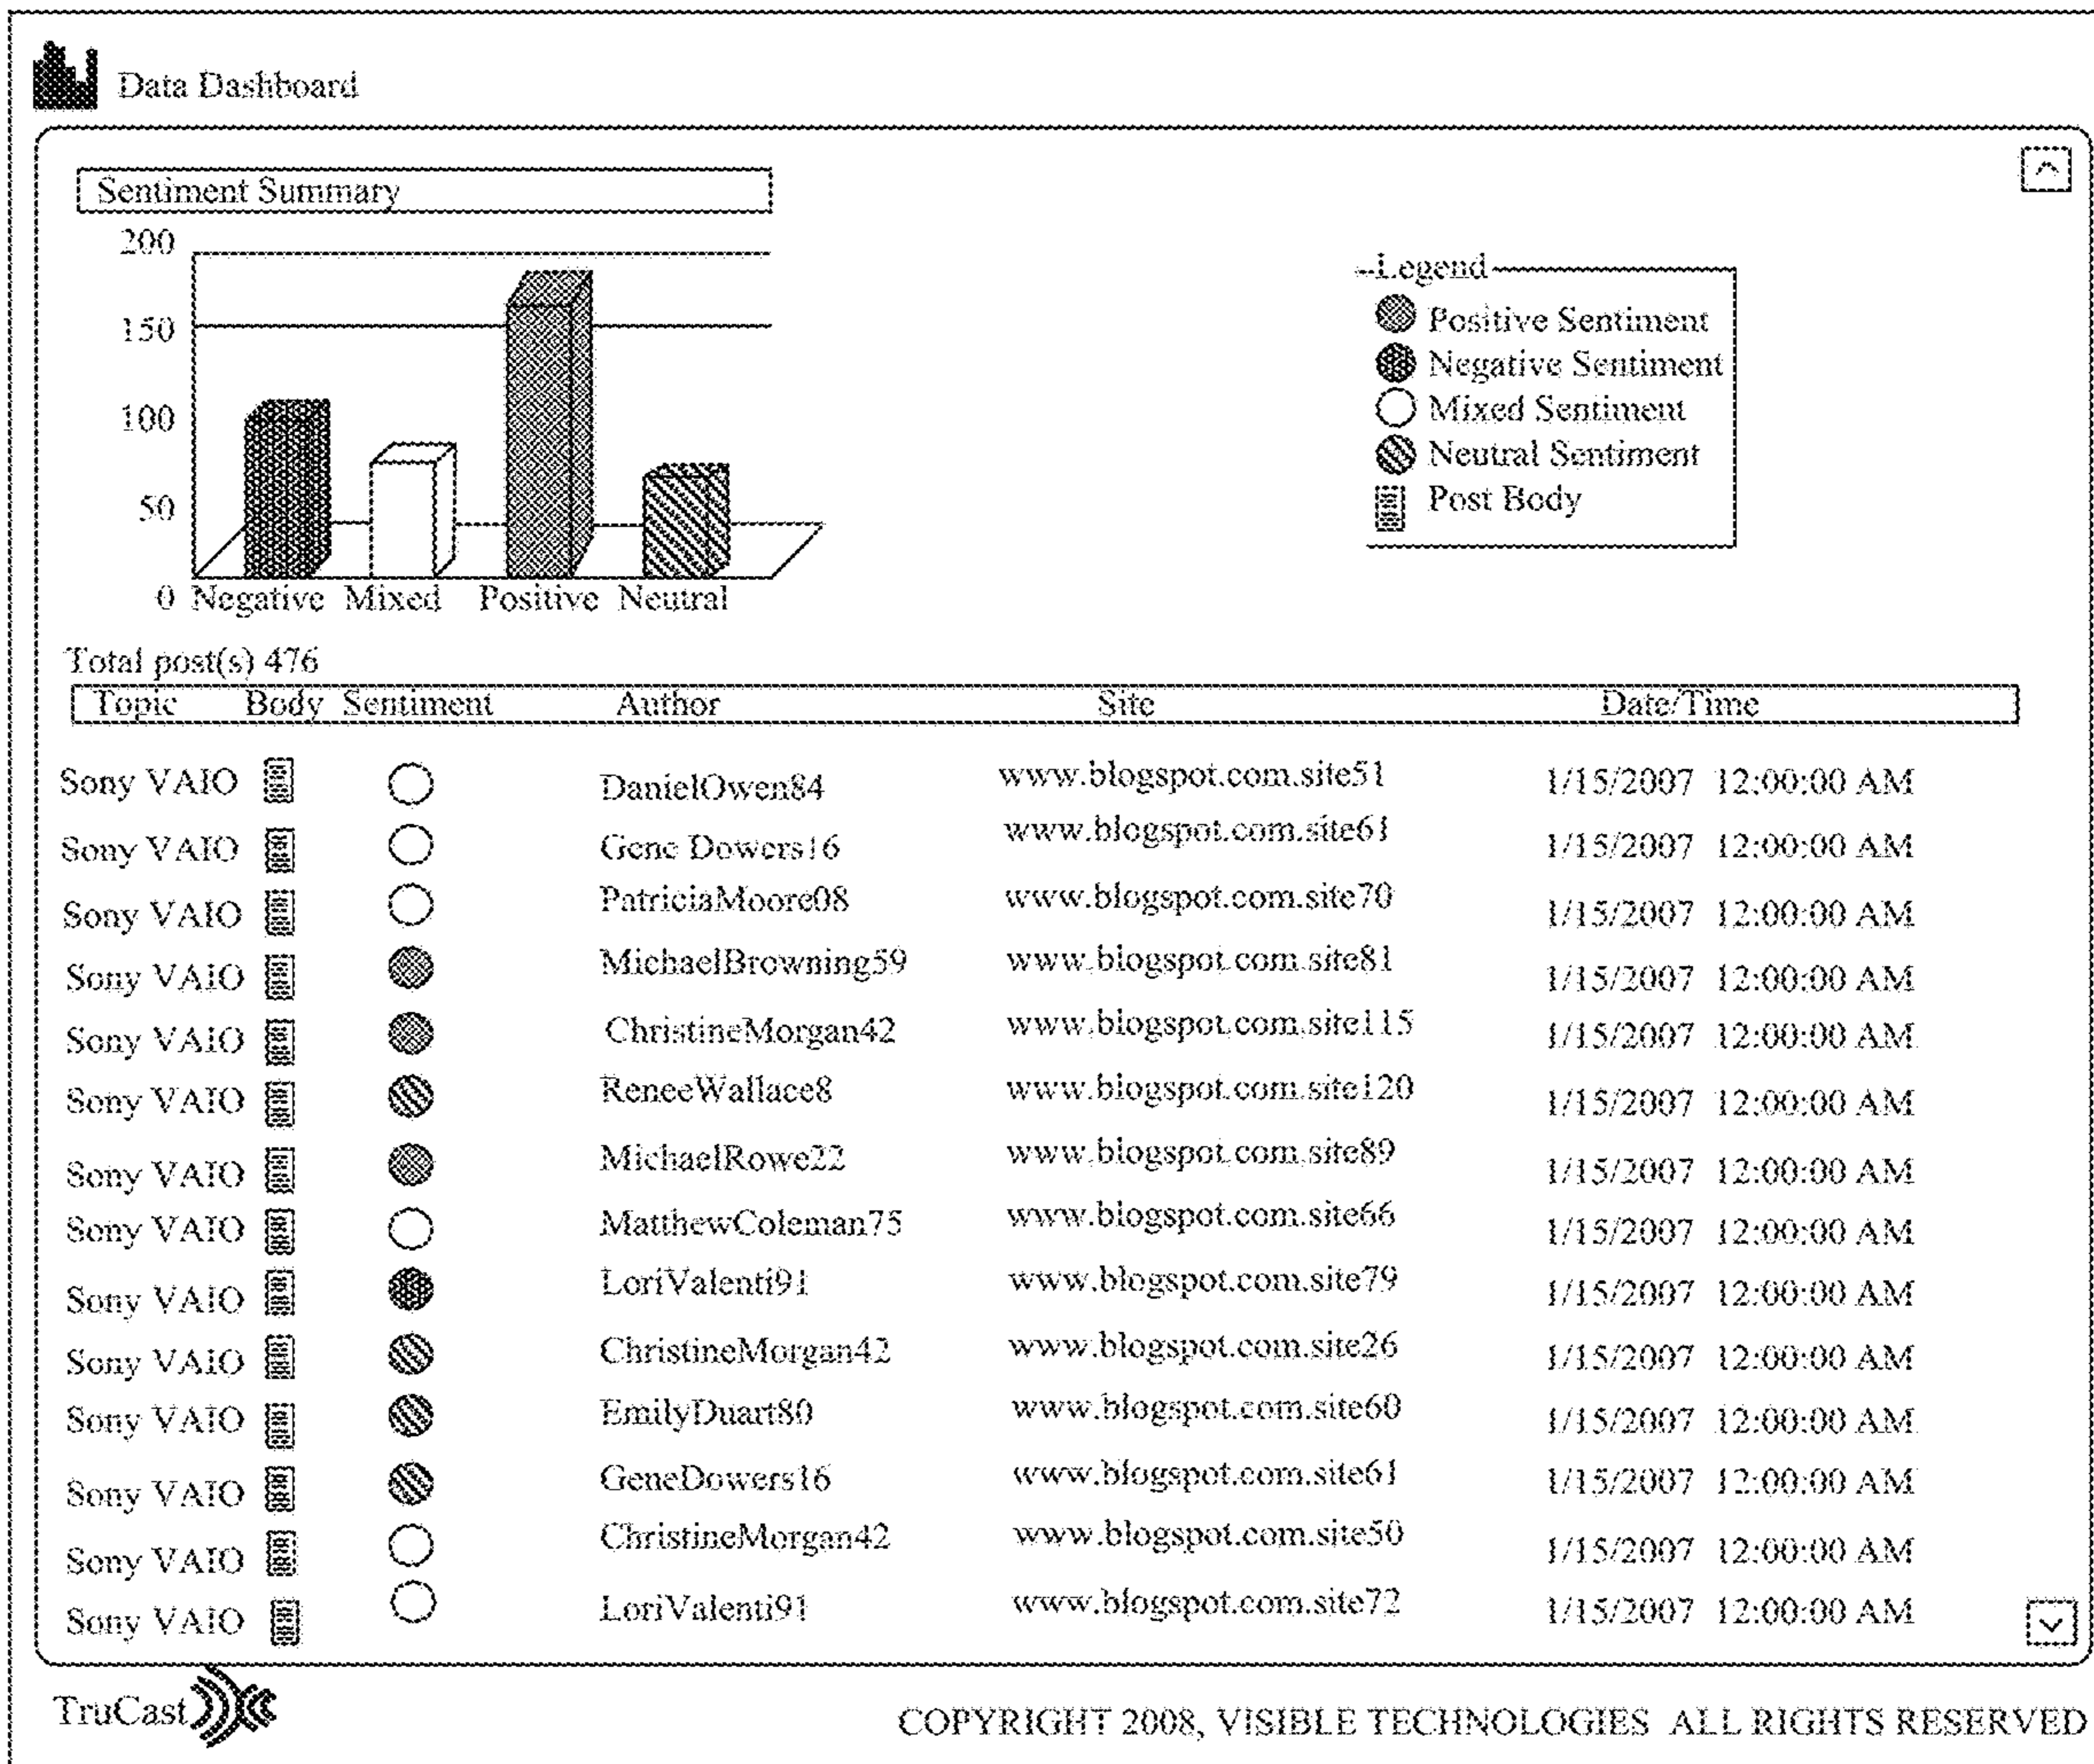 Data Dashboard
Sentiment Summary
200
150
100
50
0 Negative Mixed Positive Neutral
Legend
Positive Sentiment
Negative Sentiment
Mixed Sentiment
Neutral Sentiment
Post Body
Total post(s) 476
Topic Body Sentiment Author Site Date/Time
Sony VAIO DanielOwen84 www.blogspot.com.site51 1/15/2007 12:00:00 AM
Sony VAIO Gene Dowers16 www.blogspot.com.site61 1/15/2007 12:00:00 AM
Sony VAIO PatriciaMoore08 www.blogspot.com.site70 1/15/2007 12:00:00 AM
Sony VAIO MichaelBrowning59 www.blogspot.com.site81 1/15/2007 12:00:00 AM
Sony VAIO ChristineMorgan42 www.blogspot.com.site115 1/15/2007 12:00:00 AM
Sony VAIO ReneeWallace8 www.blogspot.com.site120 1/15/2007 12:00:00 AM
Sony VAIO MichaelRowe22 www.blogspot.com.site89 1/15/2007 12:00:00 AM
Sony VAIO MatthewColeman75 www.blogspot.com.site66 1/15/2007 12:00:00 AM
Sony VAIO LoriValenti91 www.blogspot.com.site79 1/15/2007 12:00:00 AM
Sony VAIO ChristineMorgan42 www.blogspot.com.site26 1/15/2007 12:00:00 AM
Sony VAIO EmilyDuart80 www.blogspot.com.site60 1/15/2007 12:00:00 AM
Sony VAIO GeneDowers16 www.blogspot.com.site61 1/15/2007 12:00:00 AM
Sony VAIO ChristineMorgan42 www.blogspot.com.site50 1/15/2007 12:00:00 AM
Sony VAIO LoriValenti91 www.blogspot.com.site72 1/15/2007 12:00:00 AM
TruCast
COPYRIGHT 2008, VISIBLE TECHNOLOGIES ALL RIGHTS RESERVED